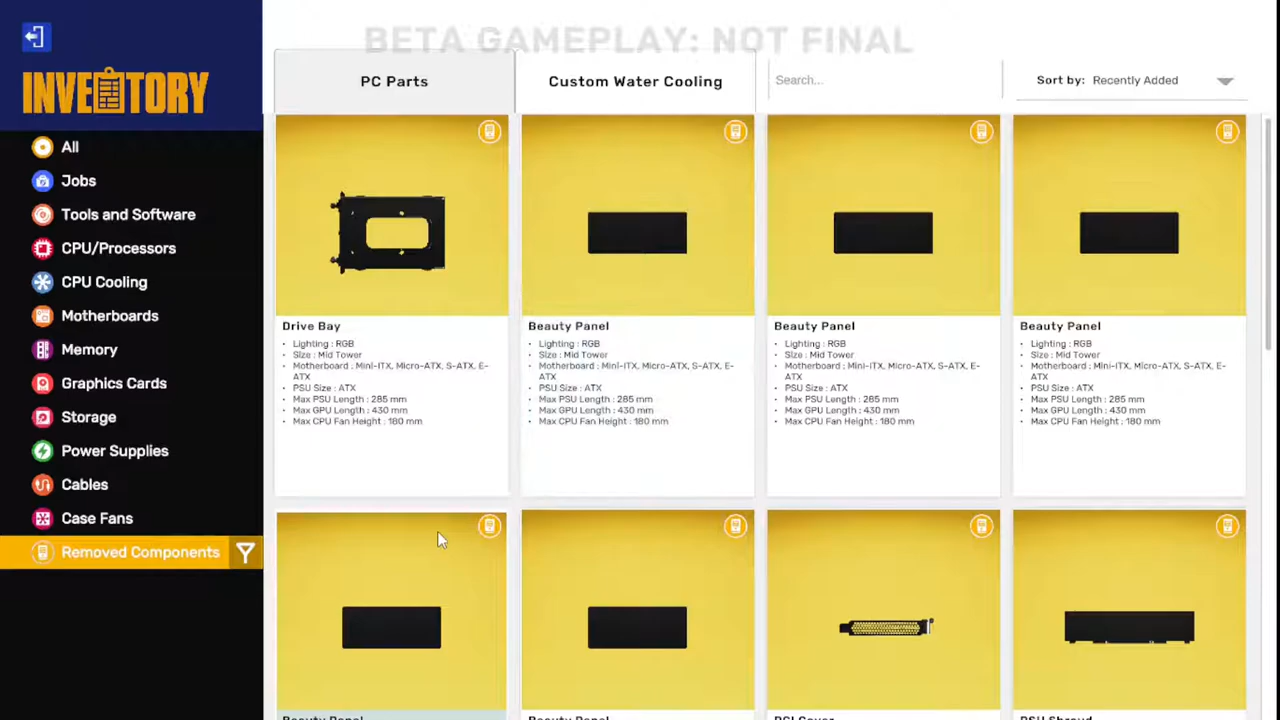 BETA GAMEPLAY: NOT FINAL
INVENTORY
PC Parts
Custom Water Cooling
Search...
Sort by: Recently Added
All
Jobs
Tools and Software
CPU/Processors
CPU Cooling
Motherboards
Memory
Graphics Cards
Storage
Power Supplies
Cables
Case Fans
Removed Components
Drive Bay
• Lighting : RGB
• Size : Mid Tower
• Motherboard : Mini-ITX, Micro-ATX, S-ATX, E-
ATX
• PSU Size : ATX
• Max PSU Length : 285 mm
• Max GPU Length : 430 mm
• Max CPU Fan Height : 180 mm
Beauty Panel
• Lighting : RGB
• Size : Mid Tower
• Motherboard : Mini-ITX, Micro-ATX, S-ATX, E-
ATX
• PSU Size : ATX
• Max PSU Length : 285 mm
• Max GPU Length : 430 mm
• Max CPU Fan Height : 180 mm
Beauty Panel
• Lighting : RGB
• Size : Mid Tower
• Motherboard : Mini-ITX, Micro-ATX, S-ATX, E-
ATX
• PSU Size : ATX
• Max PSU Length : 285 mm
• Max GPU Length : 430 mm
• Max CPU Fan Height : 180 mm
Beauty Panel
• Lighting : RGB
• Size : Mid Tower
• Motherboard : Mini-ITX, Micro-ATX, S-ATX, E-
ATX
• PSU Size : ATX
• Max PSU Length : 285 mm
• Max GPU Length : 430 mm
• Max CPU Fan Height : 180 mm
Beauty Panel
Beauty Panel
PCI Cover
PSU Shroud